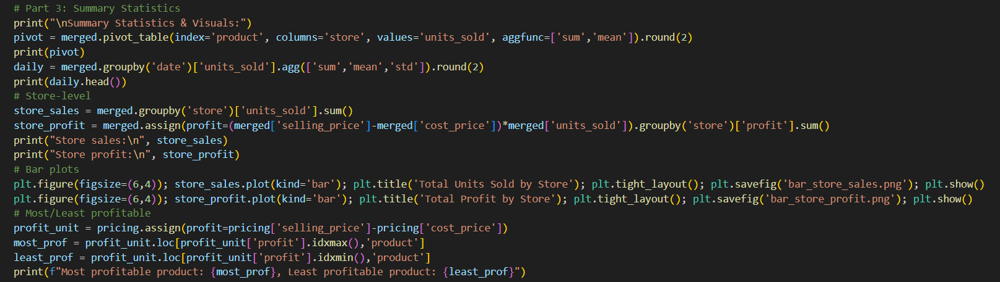 # Part 3: Summary Statistics
print("\nSummary Statistics & Visuals:")
pivot = merged.pivot_table(index='product', columns='store', values='units_sold', aggfunc=['sum','mean']).round(2)
print(pivot)
daily = merged.groupby('date')['units_sold'].agg(['sum','mean','std']).round(2)
print(daily.head())
# Store-level
store_sales = merged.groupby('store')['units_sold'].sum()
store_profit = merged.assign(profit=(merged['selling_price']-merged['cost_price'])*merged['units_sold']).groupby('store')['profit'].sum()
print("Store sales:\n", store_sales)
print("Store profit:\n", store_profit)
# Bar plots
plt.figure(figsize=(6,4)); store_sales.plot(kind='bar'); plt.title('Total Units Sold by Store'); plt.tight_layout(); plt.savefig('bar_store_sales.png'); plt.show()
plt.figure(figsize=(6,4)); store_profit.plot(kind='bar'); plt.title('Total Profit by Store'); plt.tight_layout(); plt.savefig('bar_store_profit.png'); plt.show()
# Most/Least profitable
profit_unit = pricing.assign(profit=pricing['selling_price']-pricing['cost_price'])
most_prof = profit_unit.loc[profit_unit['profit'].idxmax(),'product']
least_prof = profit_unit.loc[profit_unit['profit'].idxmin(),'product']
print(f"Most profitable product: {most_prof}, Least profitable product: {least_prof}")